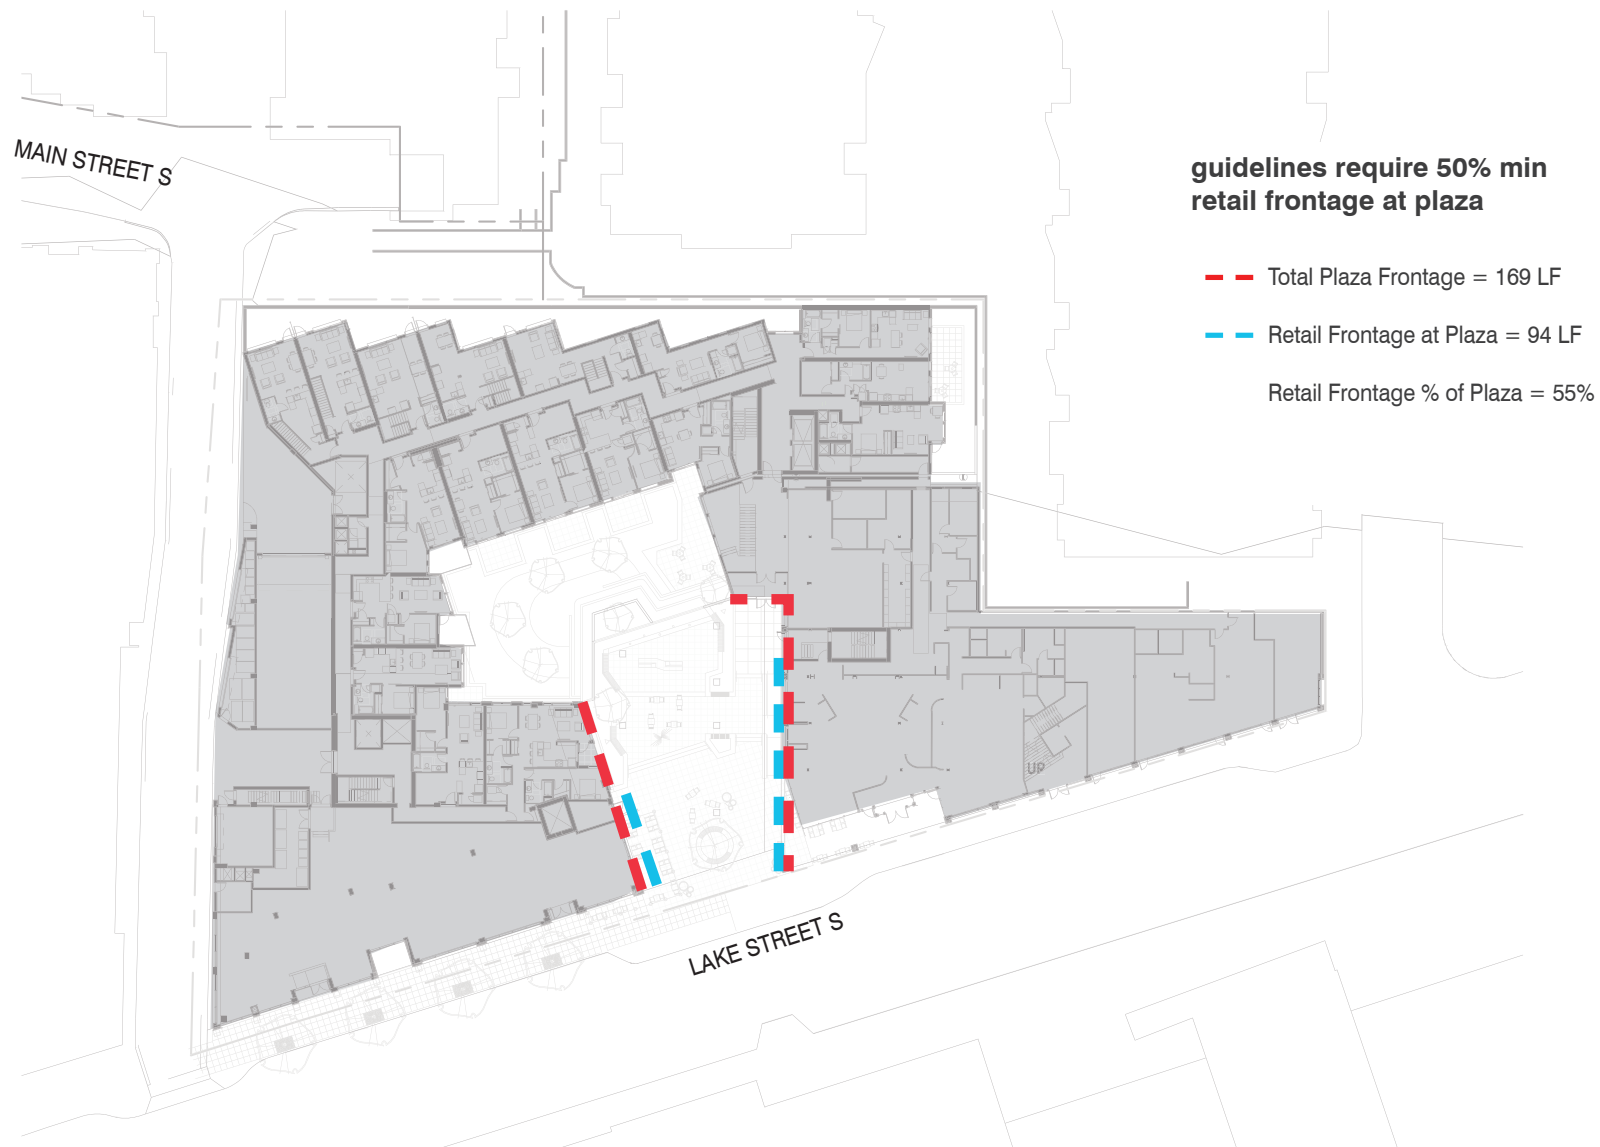 MAIN STREET S
guidelines require 50% min
retail frontage at plaza
Total Plaza Frontage = 169 LF
Retail Frontage at Plaza = 94 LF
Retail Frontage % of Plaza = 55%
UP
LAKE STREET S